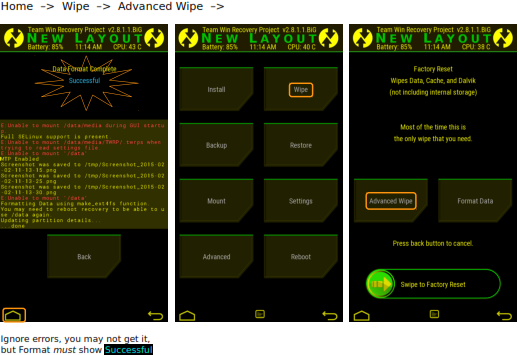 Home -> Wipe -> Advanced Wipe ->
Team Win Recovery Project v2.8.1.1.BiG
NEW LAYOUT
Battery: 85% 11:14 AM CPU: 43 C
Data Format Complete
Successful
E:Unable to mount /data/media during GUI startu
p.
Full SELinux support is present.
E:Unable to mount /data/media/TWRP/.twrps when
trying to read settings file.
E:Unable to mount '/data'
MTP Enabled
Screenshot was saved to /tmp/Screenshot_2015-02
-02-11-13-15.png
Screenshot was saved to /tmp/Screenshot_2015-02
-02-11-13-25.png
Screenshot was saved to /tmp/Screenshot_2015-02
-02-11-13-30.png
E:Unable to mount '/data'
Formatting Data using make_ext4fs function.
You may need to reboot recovery to be able to u
se /data again.
Updating partition details...
...done
Back
Team Win Recovery Project v2.8.1.1.BiG
NEW LAYOUT
Battery: 85% 11:14 AM CPU: 40 C
Install
Wipe
Backup
Restore
Mount
Settings
Advanced
Reboot
Team Win Recovery Project v2.8.1.1.BiG
NEW LAYOUT
Battery: 85% 11:14 AM CPU: 38 C
Factory Reset
Wipes Data, Cache, and Dalvik
(not including internal storage)
Most of the time this is
the only wipe that you need.
Advanced Wipe
Format Data
Press back button to cancel.
Swipe to Factory Reset
Ignore errors, you may not get it,
but Format must show Successful